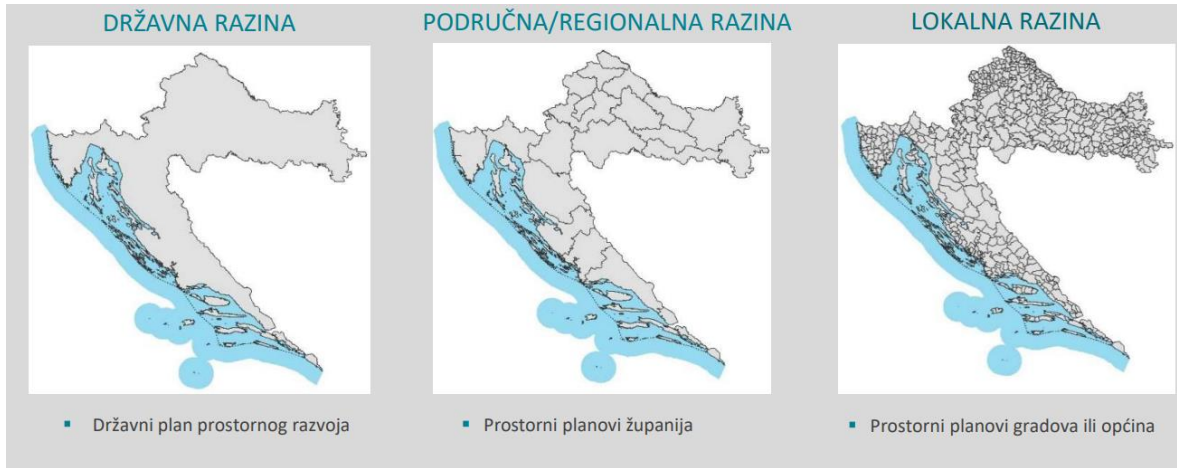 DRŽAVNA RAZINA
PODRUČNA/REGIONALNA RAZINA
LOKALNA RAZINA
▪ Državni plan prostornog razvoja
▪ Prostorni planovi županija
▪ Prostorni planovi gradova ili općina